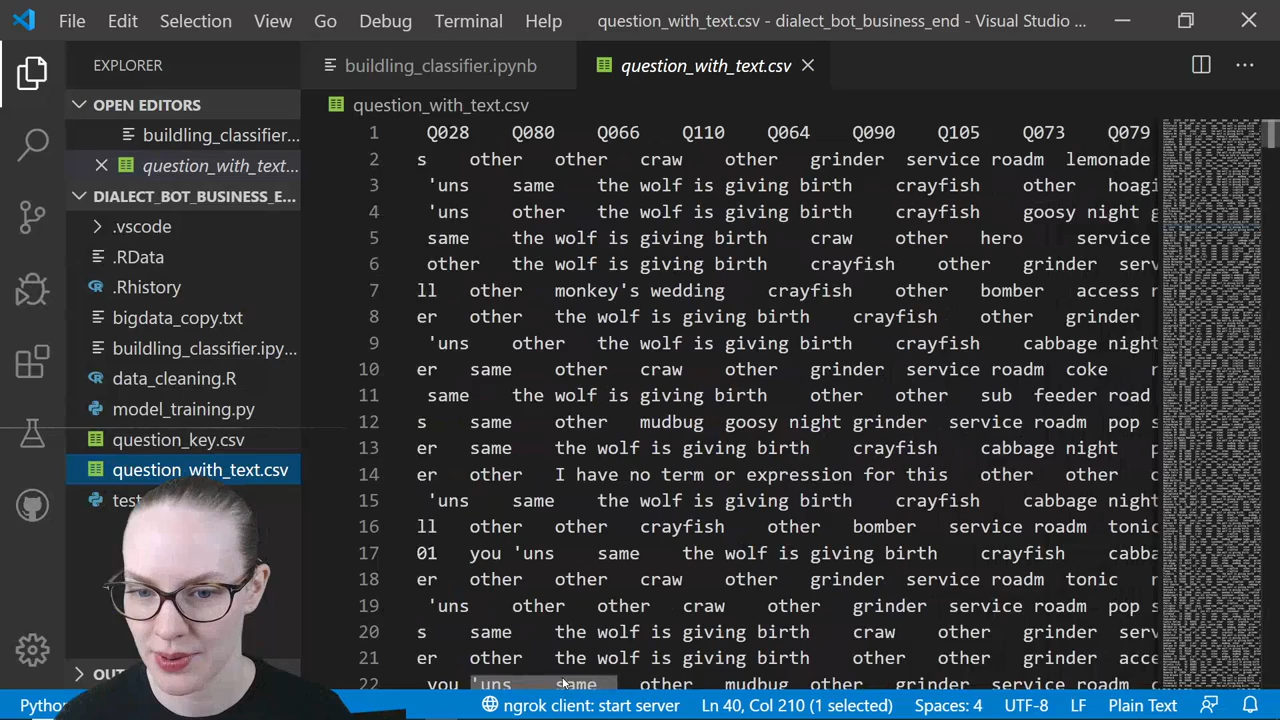 File Edit Selection View Go Debug Terminal Help question_with_text.csv - dialect_bot_business_end - Visual Studio ...
EXPLORER
buildling_classifier.ipynb
question_with_text.csv
OPEN EDITORS
buildling_classifier...
question_with_text...
DIALECT_BOT_BUSINESS_E...
.vscode
.RData
.Rhistory
bigdata_copy.txt
buildling_classifier.ipy...
data_cleaning.R
model_training.py
question_key.csv
question_with_text.csv
test
OUT
question_with_text.csv
1 Q028 Q080 Q066 Q110 Q064 Q090 Q105 Q073 Q079
2 s other other craw other grinder service roadm lemonade
3 'uns same the wolf is giving birth crayfish other hoagi
4 'uns other the wolf is giving birth crayfish goosy night g
5 same the wolf is giving birth craw other hero service
6 othe the wolf is giving birth crayfish other grinder serv
7 ll other monkey's wedding crayfish other bomber access r
8 er other the wolf is giving birth crayfish other grinder
9 'uns other the wolf is giving birth crayfish cabbage night
10 er same other craw other grinder service roadm coke r
11 same the wolf is giving birth other other sub feeder road
12 s same other mudbug goosy night grinder service roadm pop s
13 er other the wolf is giving birth crayfish cabbage night p
14 er other I have no term or expression for this other other
15 'uns same the wolf is giving birth crayfish cabbage night
16 ll other other crayfish other bomber service roadm tonic
17 01 you 'uns same the wolf is giving birth crayfish cabba
18 er other other craw other grinder service roadm tonic r
19 'uns other other craw other grinder service roadm pop s
20 s same the wolf is giving birth craw other grinder serv
21 er other the wolf is giving birth other other grinder acce
22 you same other mudbug other service roadm
Python ngrok client: start server Ln 40, Col 210 (1 selected) Spaces: 4 UTF-8 LF Plain Text